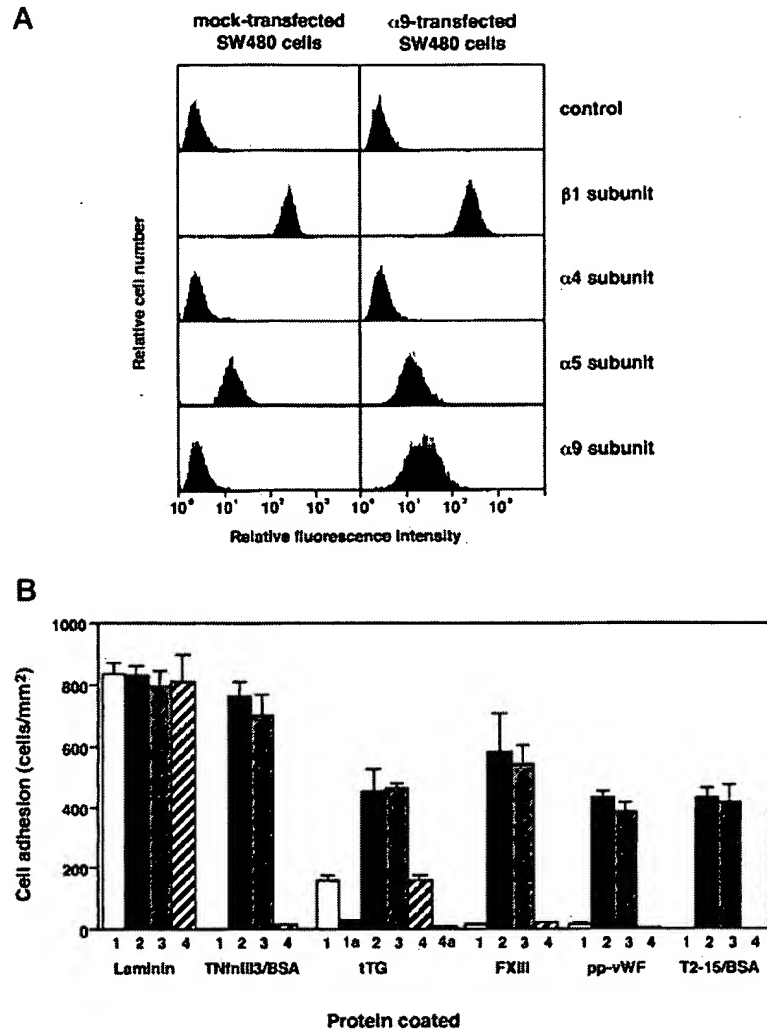 A
mock-transfected
SW480 cells
α9-transfected
SW480 cells
control
β1 subunit
α4 subunit
α5 subunit
α9 subunit
Relative cell number
10⁰ 10¹ 10² 10³ 10⁰ 10¹ 10² 10³
Relative fluorescence intensity
B
Cell adhesion (cells/mm²)
1000
800
600
400
200
0
1 2 3 4 1 2 3 4 1 1a 2 3 4 4a 1 2 3 4 1 2 3 4 1 2 3 4
Laminin TNfnIII3/BSA tTG FXIII pp-vWF T2-15/BSA
Protein coated